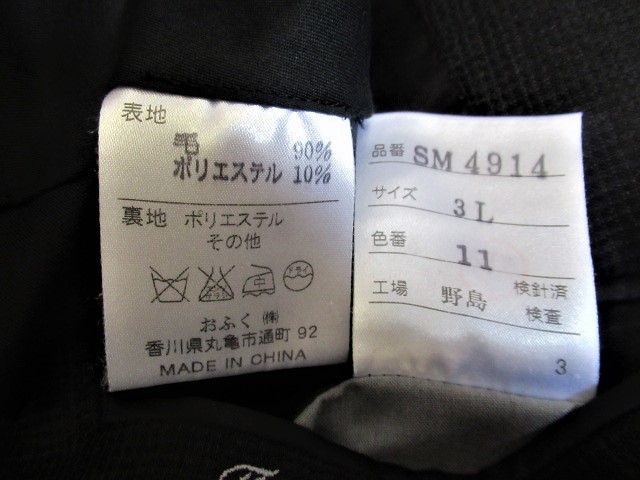 表地
毛 90%
ポリエステル 10%
裏地 ポリエステル
その他
ドライ
おふく ㈱
香川県丸亀市通町 92
MADE IN CHINA
品番 SM 4914
サイズ 3L
色番 11
工場 野島 検針済
検査
3